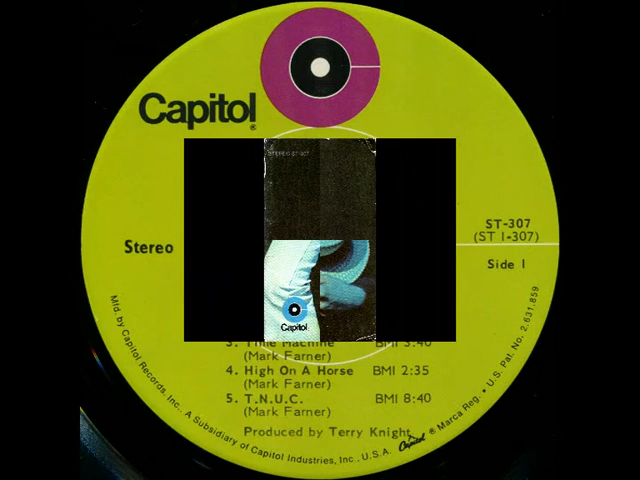 Capitol®
STEREO ST-307
ST-307
(ST 1-307)
Stereo
Side 1
Capitol
3. Time Machine BMI 3:40
(Mark Farner)
4. High On A Horse BMI 2:35
(Mark Farner)
5. T.N.U.C. BMI 8:40
(Mark Farner)
Produced by Terry Knight
Mfd. by Capitol Records, Inc., A Subsidiary of Capitol Industries, Inc., U.S.A. Capitol ® Marca Reg. • U.S. Pat. No. 2,631,859